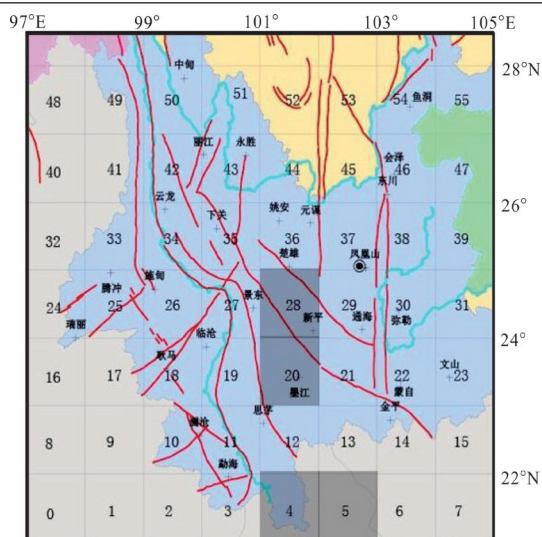 97°E 99° 101° 103° 105°E
中甸
28°N
51
48 49 50 52 53 54 鱼洞 55
丽江 永胜
会泽
40 41 42 43 44 45 46 47
东川
云龙
姚安 元谋
26°
下关
32 33 34 35 36 37 38 39
楚雄 凤凰山
施甸
腾冲 景东
24 25 26 27 28 29 30 31
瑞丽 新平 通海 弥勒
临沧
24°
耿马
文山
16 17 18 19 20 21 22 23
墨江 蒙自
思茅 金平
澜沧
8 9 10 11 12 13 14 15
勐海
22°N
0 1 2 3 4 5 6 7